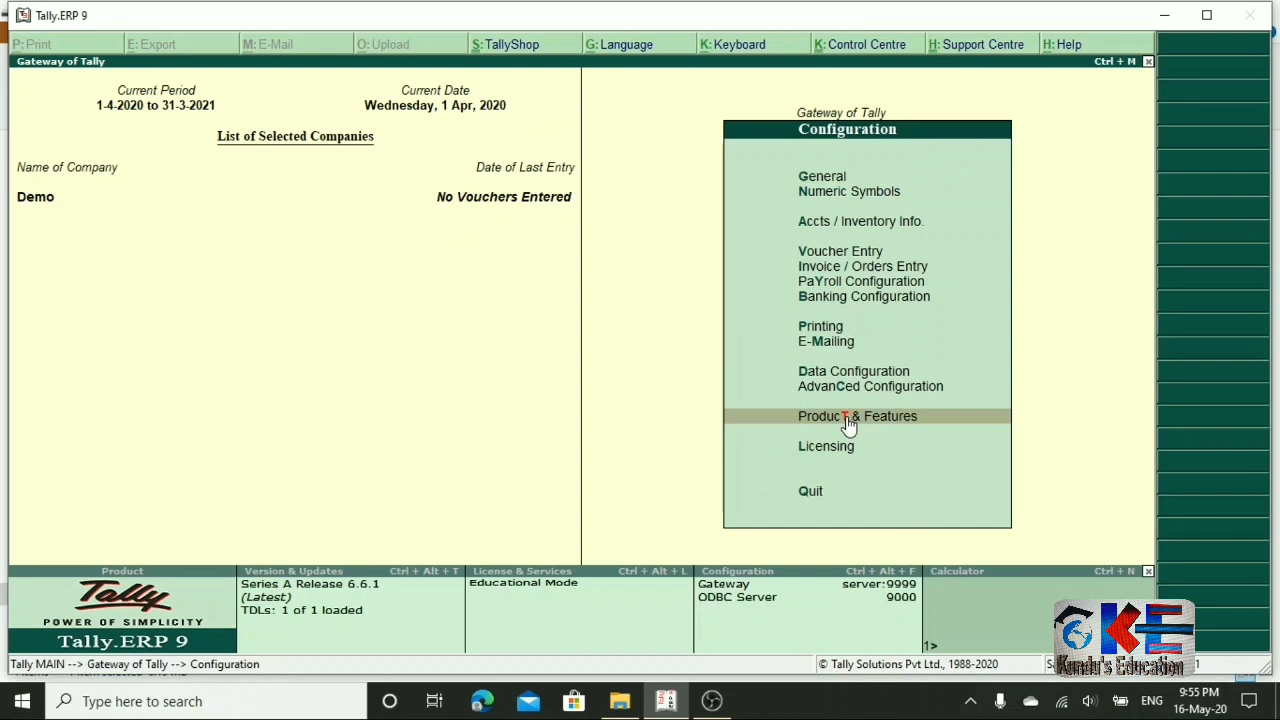 Tally.ERP 9
P: Print
E: Export
M: E-Mail
O: Upload
S: TallyShop
G: Language
K: Keyboard
K: Control Centre
H: Support Centre
H: Help
Gateway of Tally
Ctrl + M
Current Period
1-4-2020 to 31-3-2021
Current Date
Wednesday, 1 Apr, 2020
List of Selected Companies
Name of Company
Date of Last Entry
Demo
No Vouchers Entered
Gateway of Tally
Configuration
General
Numeric Symbols
Accts / Inventory Info.
Voucher Entry
Invoice / Orders Entry
PaYroll Configuration
Banking Configuration
Printing
E-Mailing
Data Configuration
AdvanCed Configuration
ProducT & Features
Licensing
Quit
Product
Tally
POWER OF SIMPLICITY
Tally.ERP 9
Version & Updates
Ctrl + Alt + T
Series A Release 6.6.1
(Latest)
TDLs: 1 of 1 loaded
License & Services
Ctrl + Alt + L
Educational Mode
Configuration
Ctrl + Alt + F
Gateway server:9999
ODBC Server 9000
Calculator
Ctrl + N
1>
KE
Kundu's Education
Tally MAIN --> Gateway of Tally --> Configuration
© Tally Solutions Pvt Ltd., 1988-2020
Type here to search
ENG
9:55 PM
16-May-20